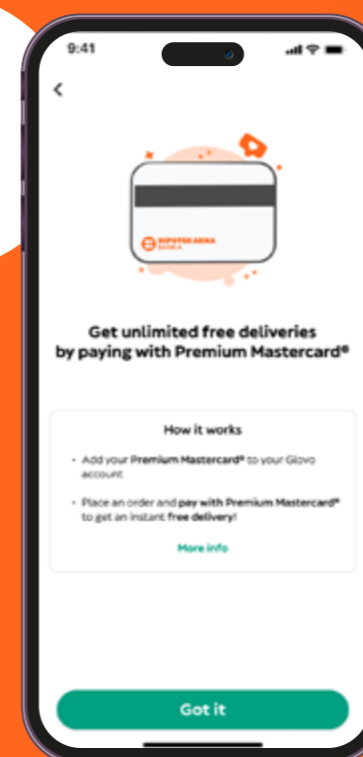 9:41
HIPOTEKARNA
BANKA
Get unlimited free deliveries
by paying with Premium Mastercard®
How it works
• Add your Premium Mastercard® to your Glovo
account
• Place an order and pay with Premium Mastercard®
to get an instant free delivery!
More info
Got it